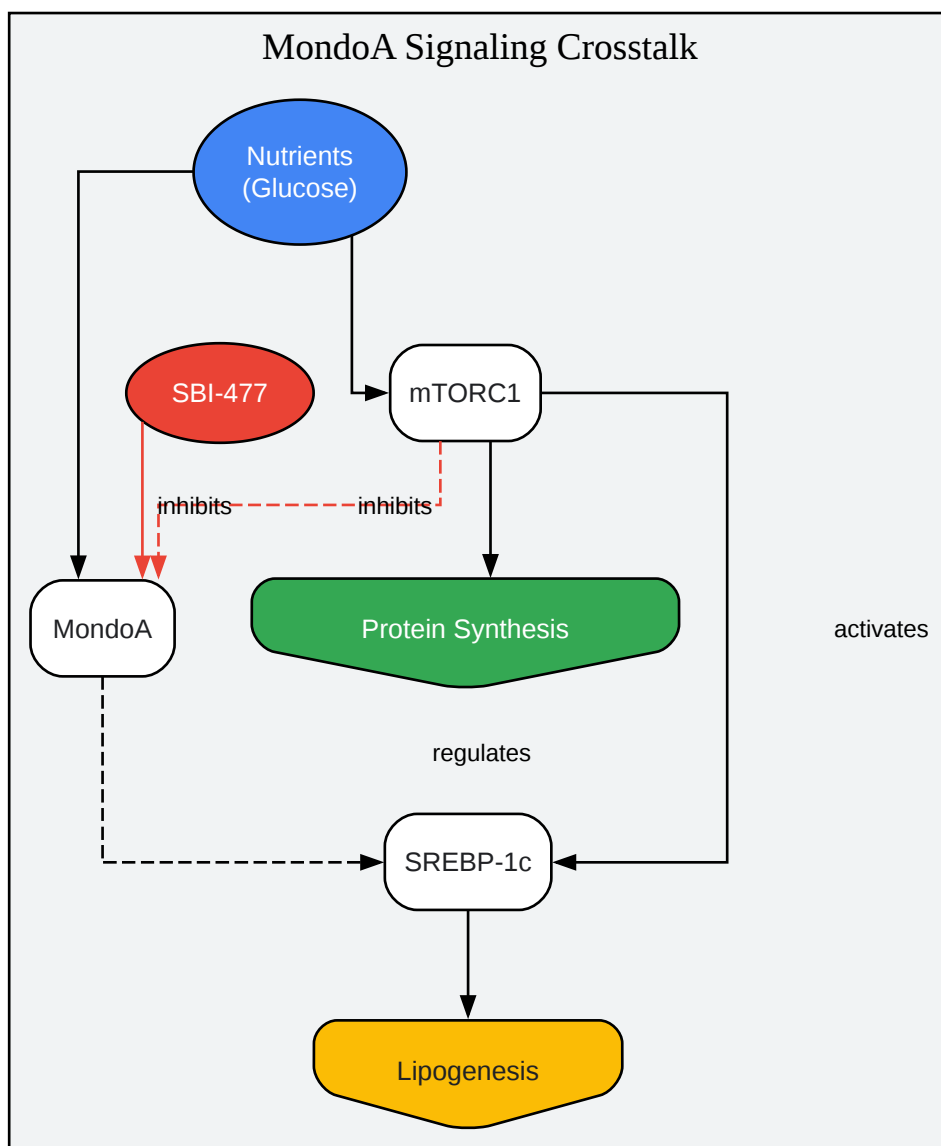 MondoA Signaling Crosstalk
Nutrients
(Glucose)
SBI-477
mTORC1
inhibits
inhibits
MondoA
Protein Synthesis
activates
regulates
SREBP-1c
Lipogenesis